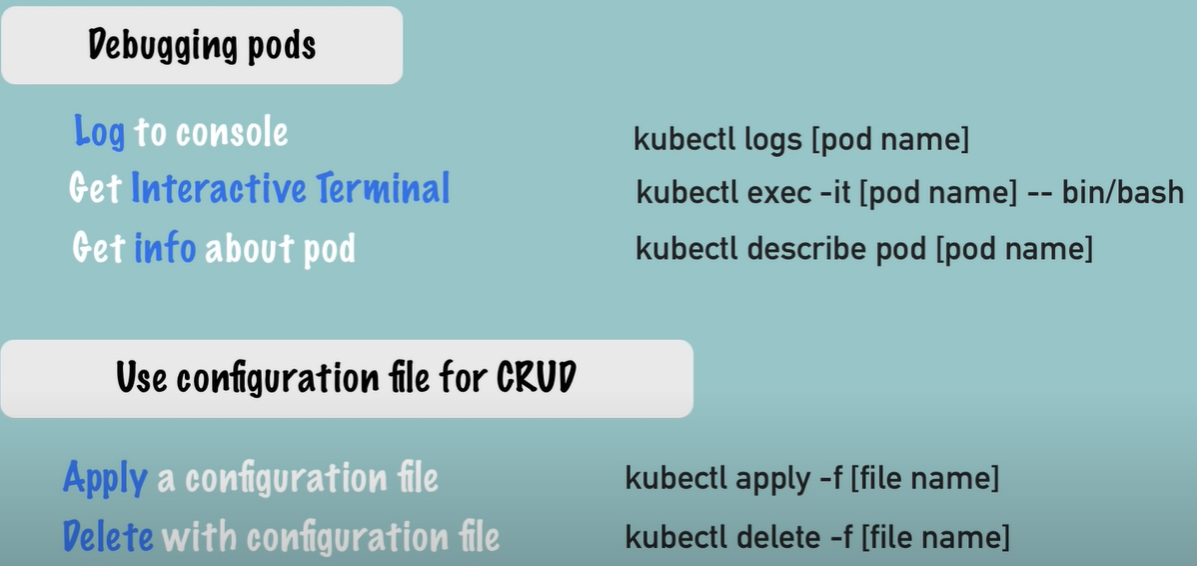 Debugging pods
Log to console kubectl logs [pod name]
Get Interactive Terminal kubectl exec -it [pod name] -- bin/bash
Get info about pod kubectl describe pod [pod name]
Use configuration file for CRUD
Apply a configuration file kubectl apply -f [file name]
Delete with configuration file kubectl delete -f [file name]